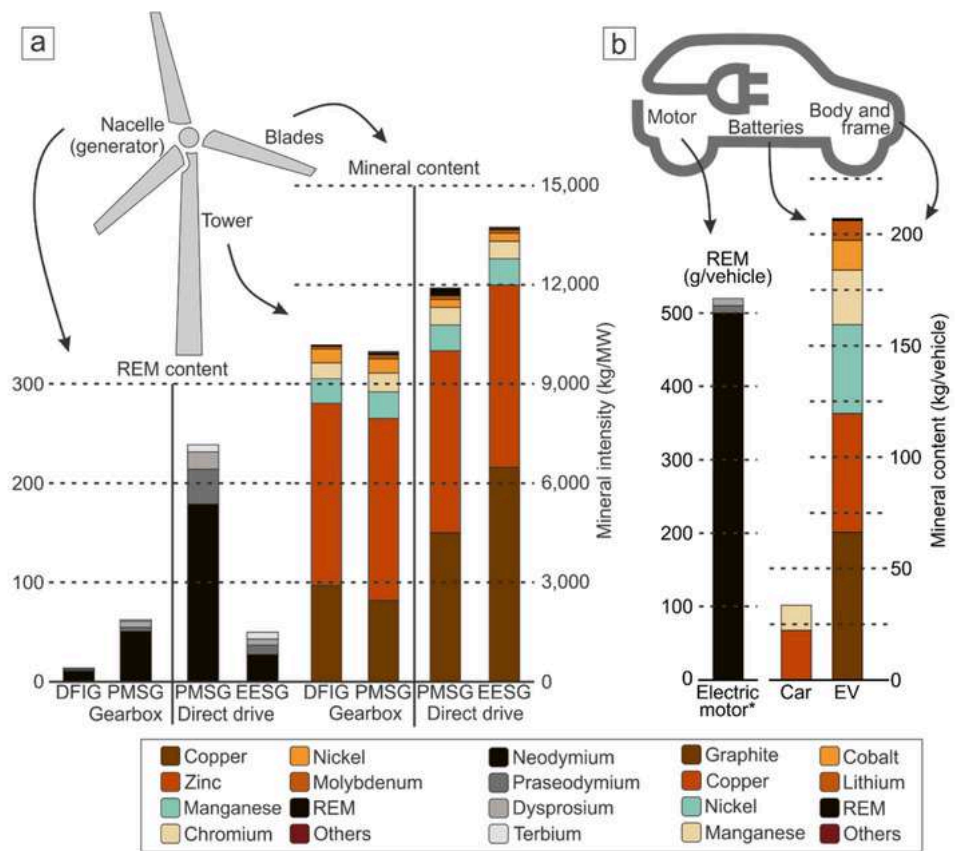 a
Nacelle
(generator)
Blades
Tower
Mineral content
15,000
12,000
9,000
6,000
3,000
0
Mineral intensity (kg/MW)
REM content
300
200
100
0
DFIG PMSG PMSG EESG DFIG PMSG PMSG EESG
Gearbox Direct drive Gearbox Direct drive
b
Motor
Batteries
Body and
frame
REM
(g/vehicle)
500
400
300
200
100
0
200
150
100
50
0
Mineral content (kg/vehicle)
Electric
motor*
Car
EV
Copper
Zinc
Manganese
Chromium
Nickel
Molybdenum
REM
Others
Neodymium
Praseodymium
Dysprosium
Terbium
Graphite
Copper
Nickel
Manganese
Cobalt
Lithium
REM
Others